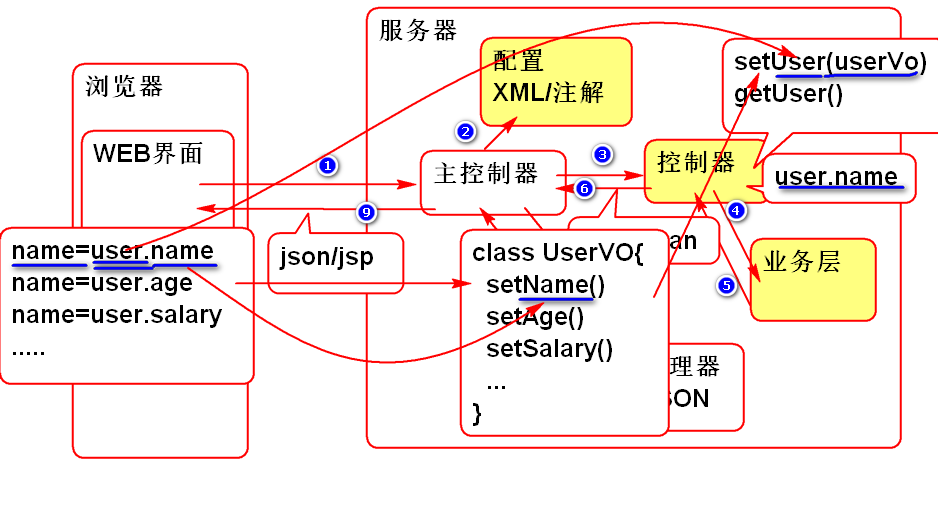 服务器
浏览器
配置
XML/注解
setUser(userVo)
getUser()
WEB界面
主控制器
控制器
user.name
1
2
3
4
5
6
9
json/jsp
业务层
name=user.name
name=user.age
name=user.salary
.....
class UserVO{
setName()
setAge()
setSalary()
...
}
an
理器
SON